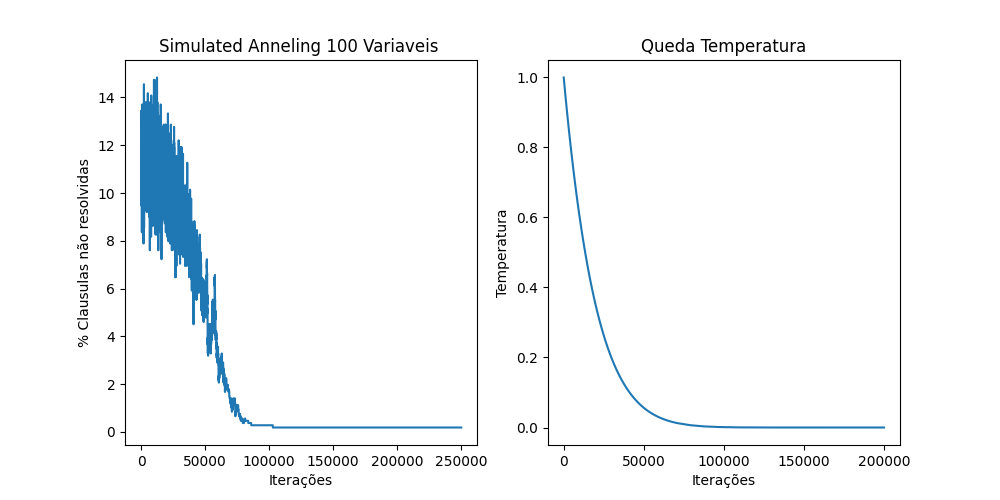 Simulated Anneling 100 Variaveis
% Clausulas não resolvidas
14
12
10
8
6
4
2
0
0 50000 100000 150000 200000 250000
Iterações
Queda Temperatura
Temperatura
1.0
0.8
0.6
0.4
0.2
0.0
0 50000 100000 150000 200000
Iterações